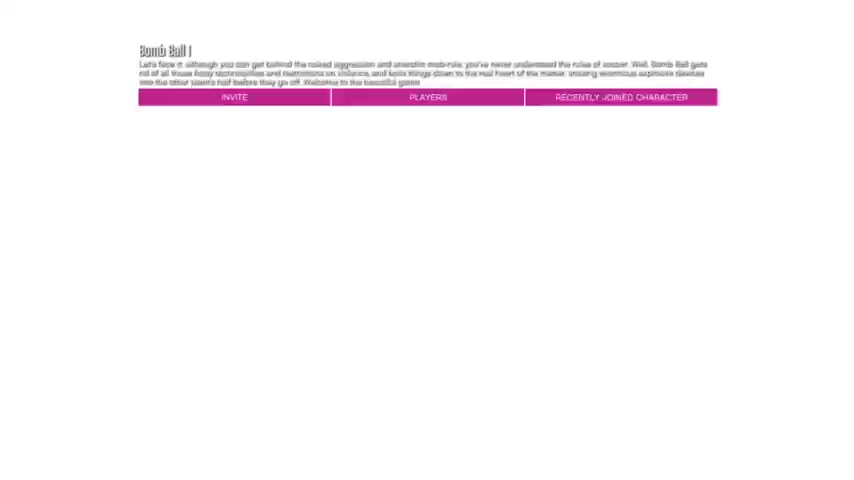 Bomb Ball I
Let's face it: although you can get behind the naked aggression and anarchic mob-rule, you've never understood the rules of soccer. Well, Bomb Ball gets
rid of all those fussy technicalities and restrictions on violence, and boils things down to the real heart of the matter: shoving enormous explosive devices
into the other team's half before they go off. Welcome to the beautiful game.
INVITE
PLAYERS
RECENTLY JOINED CHARACTER